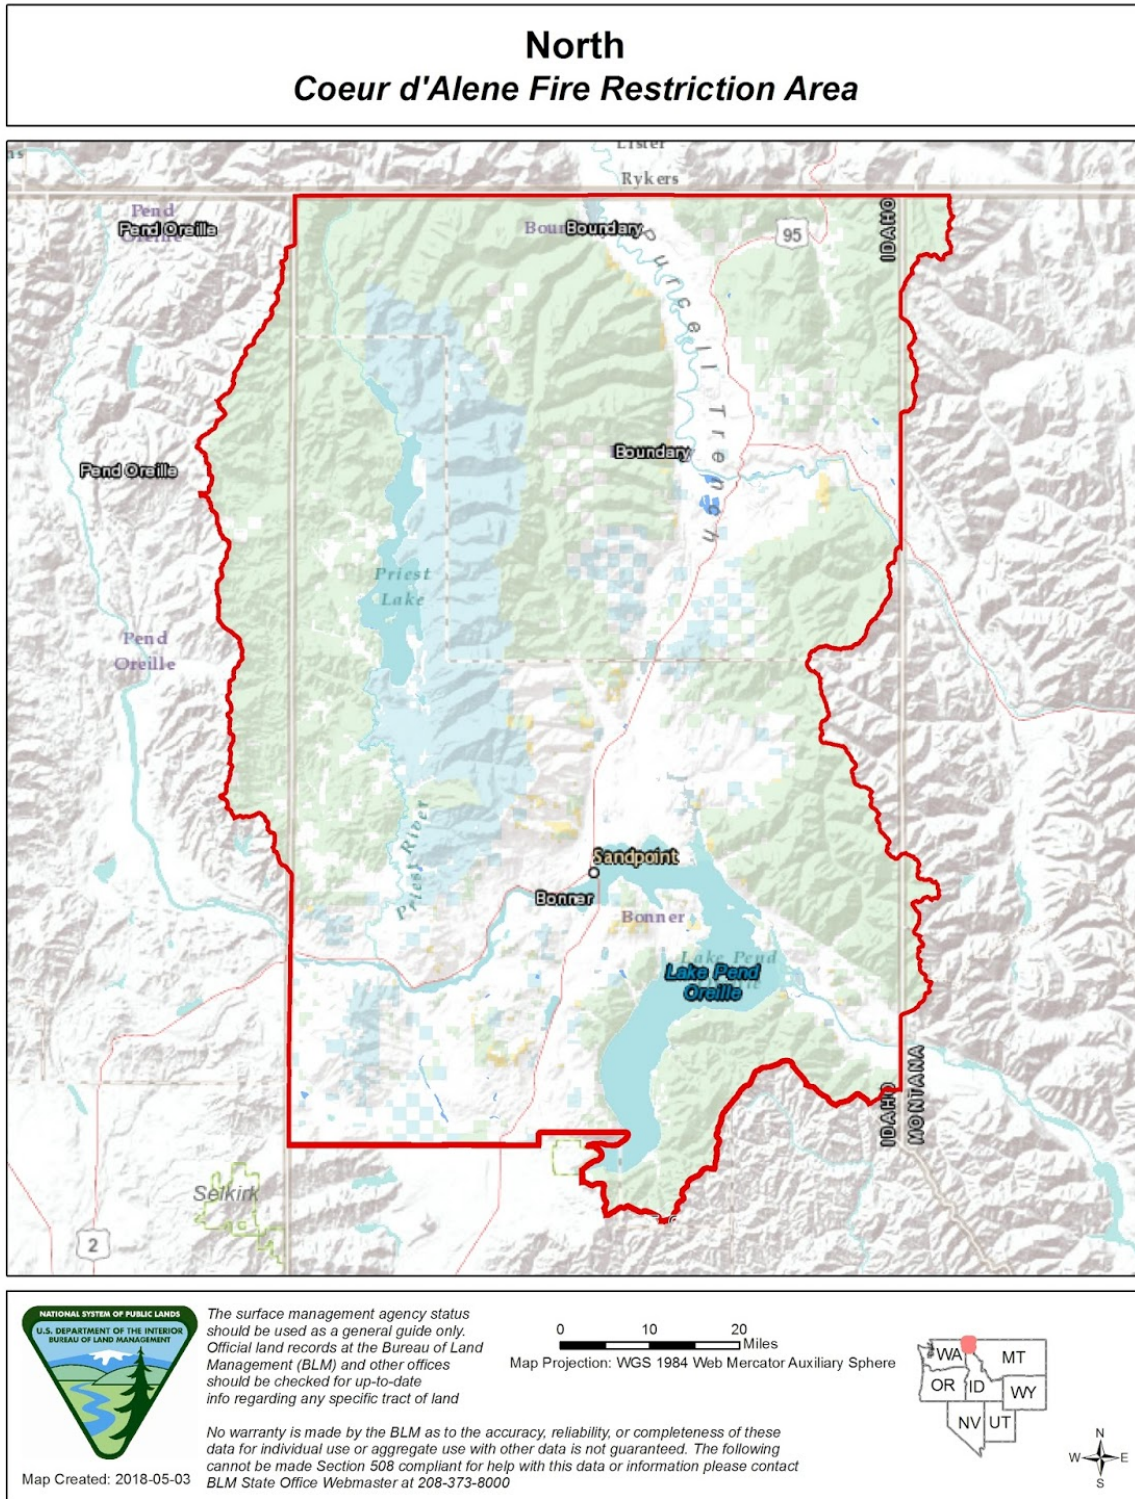 North
Coeur d'Alene Fire Restriction Area
Lister
Rykers
Pend
Pend Oreille
Boundary
Purcell Trench
95
IDAHO
Pend Oreille
Boundary
Priest
Lake
Pend
Oreille
Priest River
Sandpoint
Bonner
Bonner
Lake Pend
Lake Pend
Oreille
IDAHO
MONTANA
Selkirk
2
NATIONAL SYSTEM OF PUBLIC LANDS
U.S. DEPARTMENT OF THE INTERIOR
BUREAU OF LAND MANAGEMENT
Map Created: 2018-05-03
The surface management agency status
should be used as a general guide only.
Official land records at the Bureau of Land
Management (BLM) and other offices
should be checked for up-to-date
info regarding any specific tract of land
No warranty is made by the BLM as to the accuracy, reliability, or completeness of these
data for individual use or aggregate use with other data is not guaranteed. The following
cannot be made Section 508 compliant for help with this data or information please contact
BLM State Office Webmaster at 208-373-8000
0 10 20
Miles
Map Projection: WGS 1984 Web Mercator Auxiliary Sphere
WA MT
OR ID WY
NV UT
N
W E
S